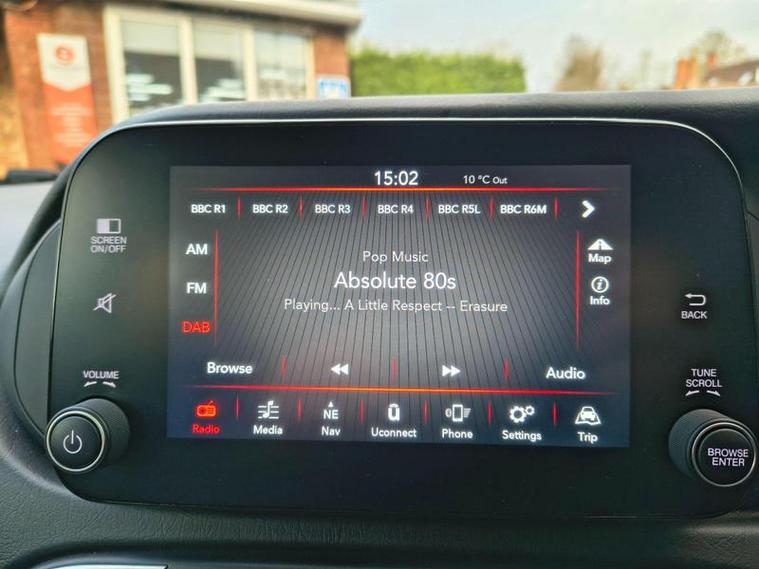 15:02 10 °C Out
BBC R1 BBC R2 BBC R3 BBC R4 BBC R5L BBC R6M
SCREEN
ON/OFF
AM
FM
DAB
Pop Music
Absolute 80s
Playing... A Little Respect -- Erasure
Map
Info
BACK
Browse Audio
VOLUME
TUNE
SCROLL
Radio Media NE Nav Uconnect Phone Settings Trip
BROWSE
ENTER